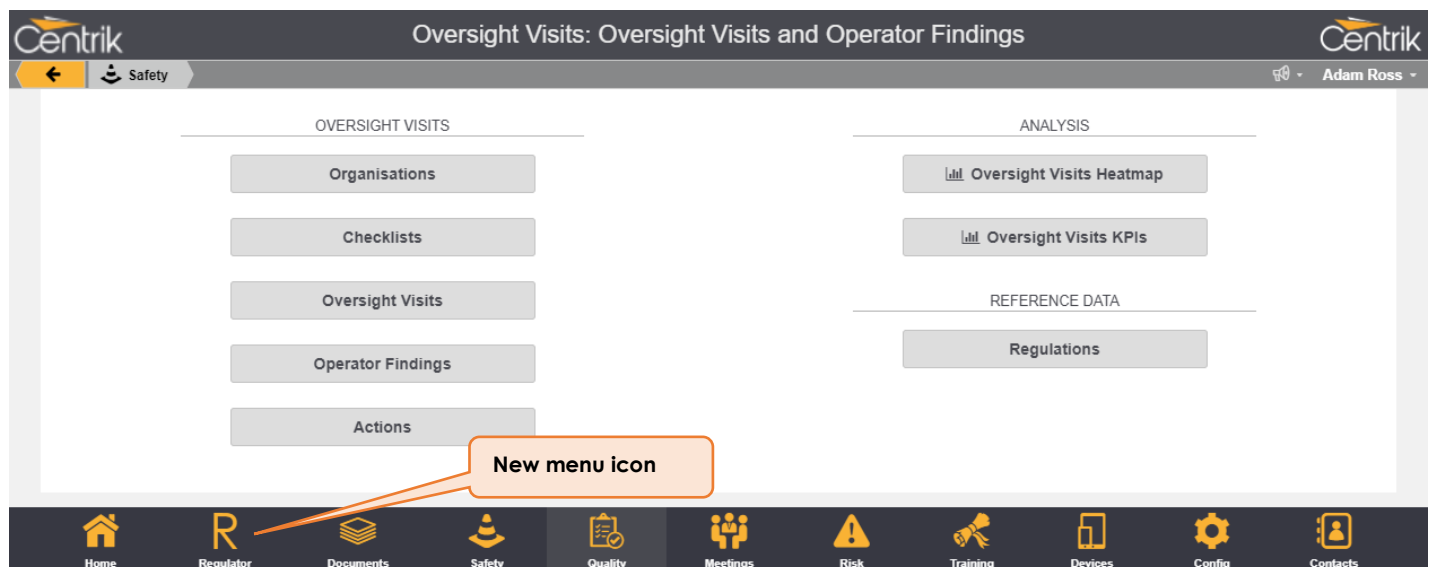 Centrik
Oversight Visits: Oversight Visits and Operator Findings
Centrik
Safety
Adam Ross
OVERSIGHT VISITS
Organisations
Checklists
Oversight Visits
Operator Findings
Actions
ANALYSIS
Oversight Visits Heatmap
Oversight Visits KPIs
REFERENCE DATA
Regulations
New menu icon
R
Home Regulator Documents Safety Quality Meetings Risk Training Devices Config Contacts